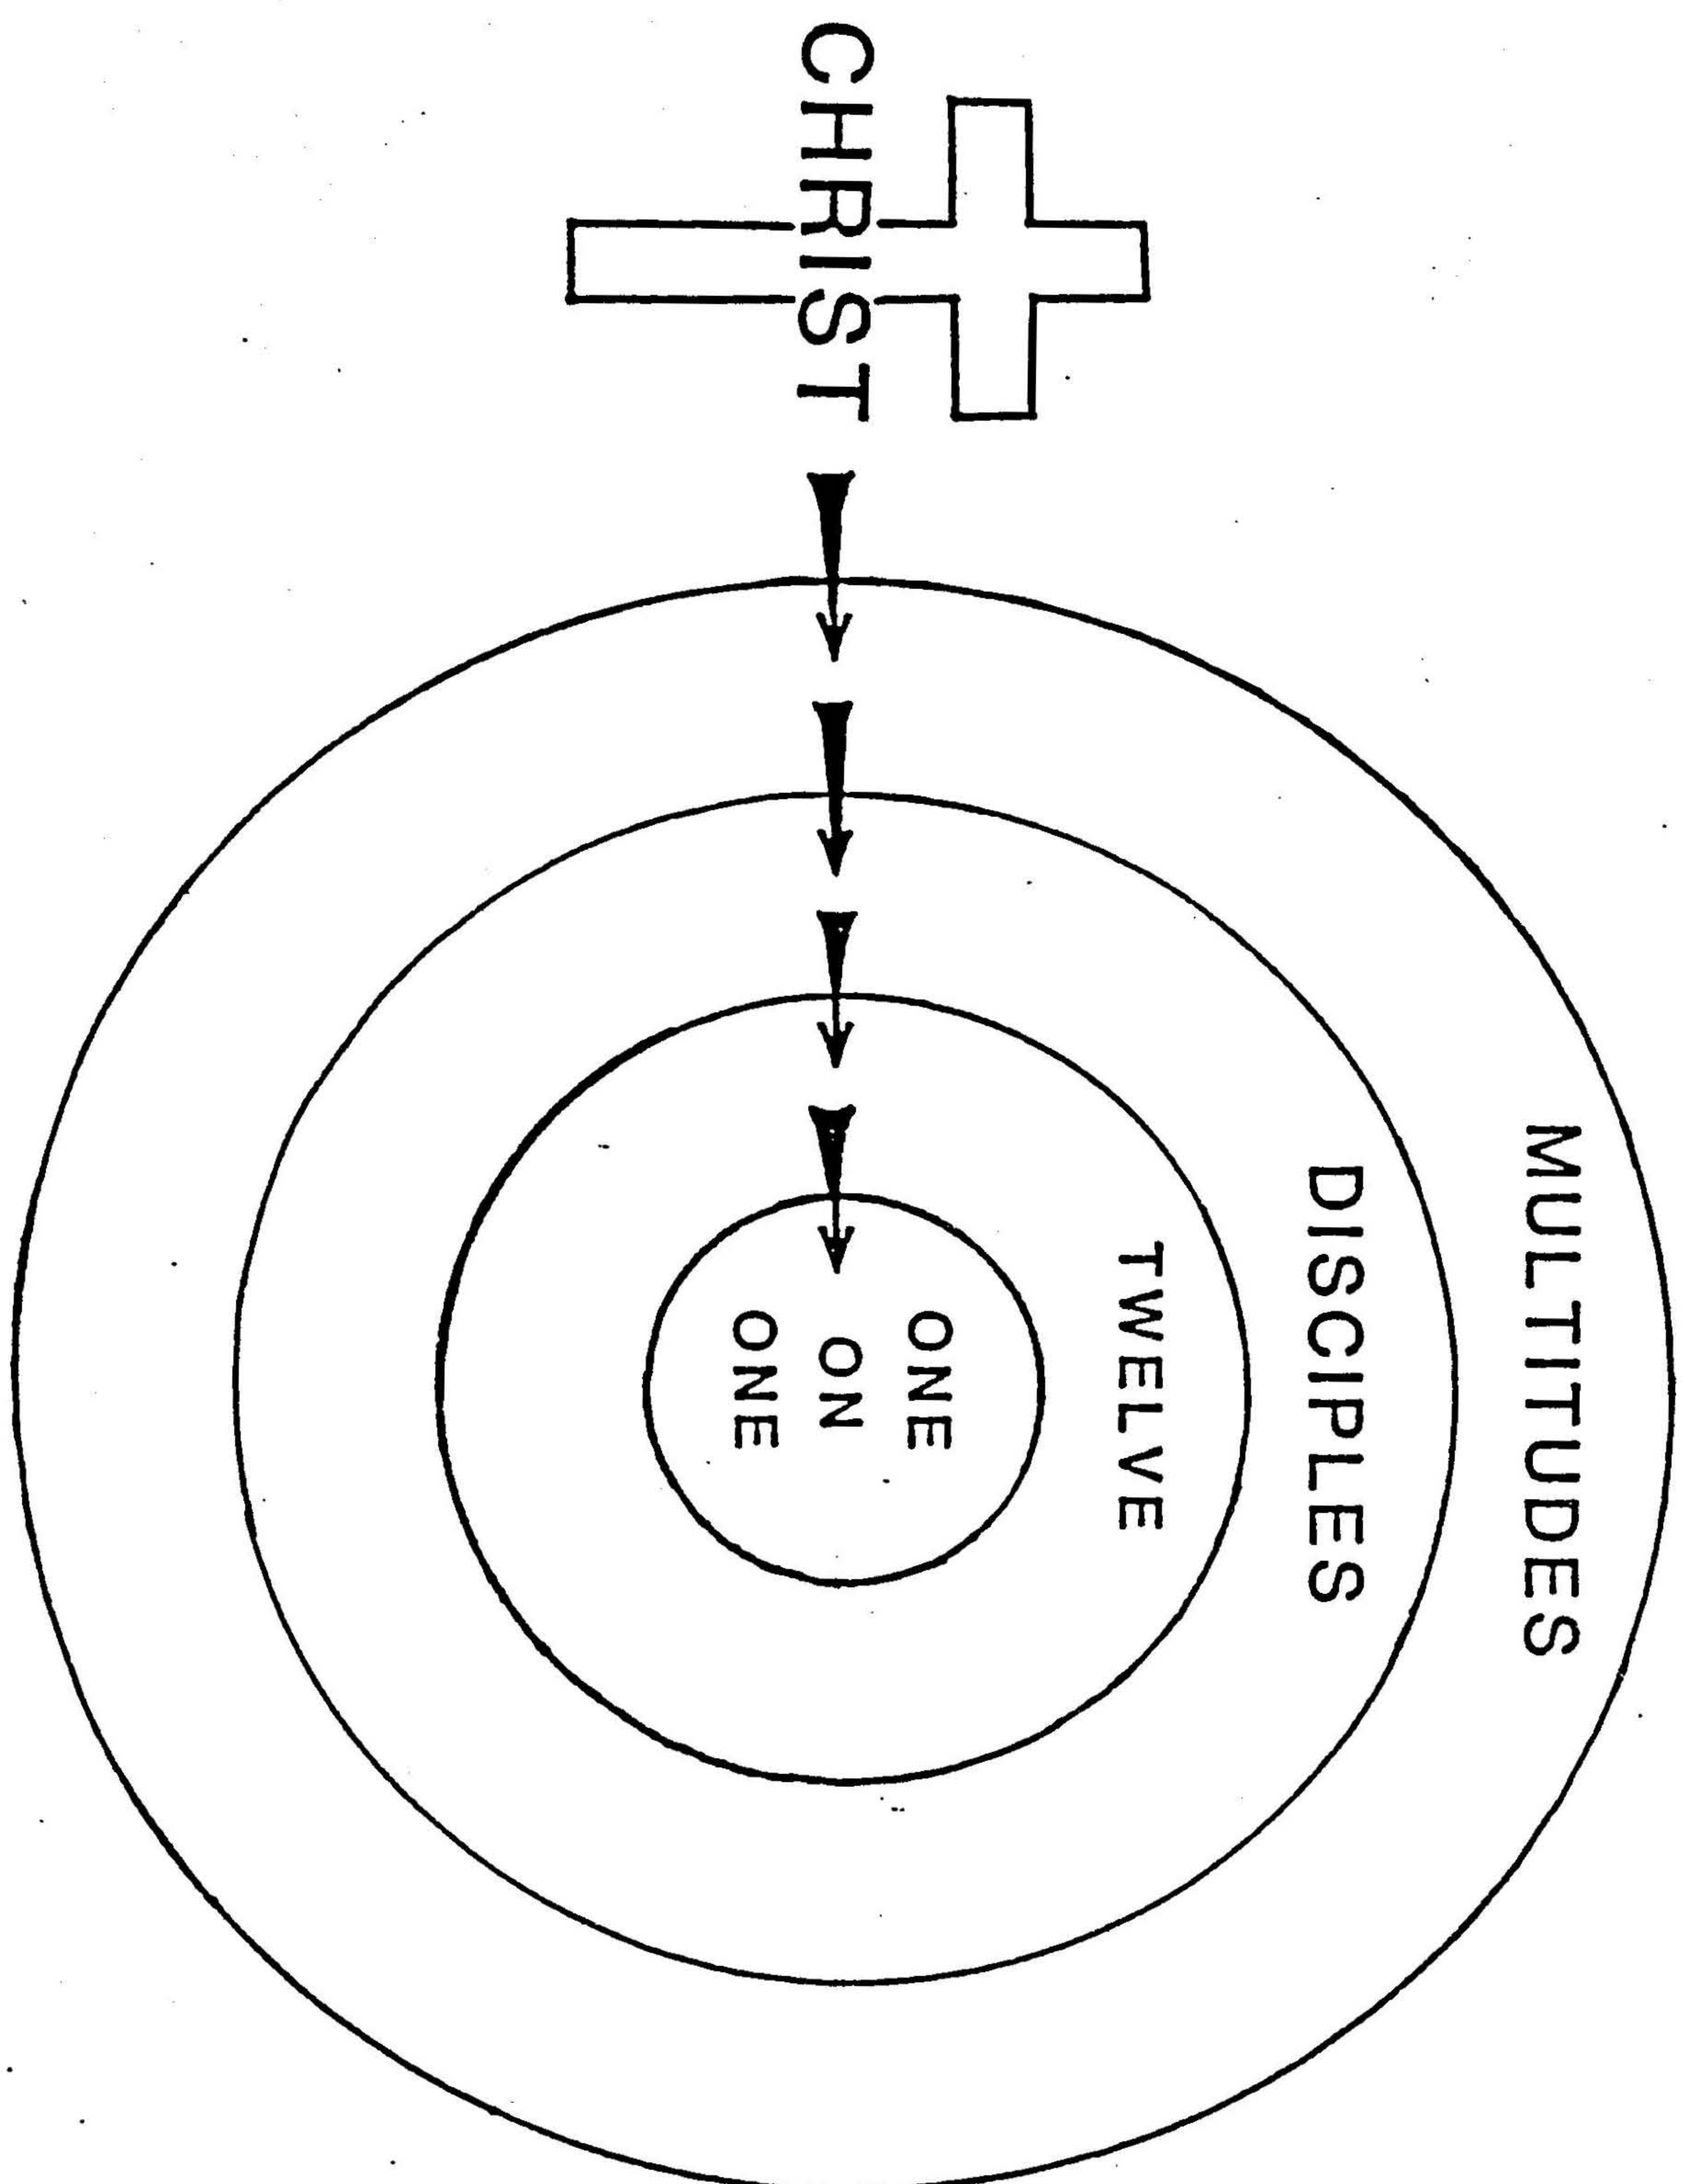 CHRIST
MULTITUDES
DISCIPLES
TWELVE
ONE
ON
ONE